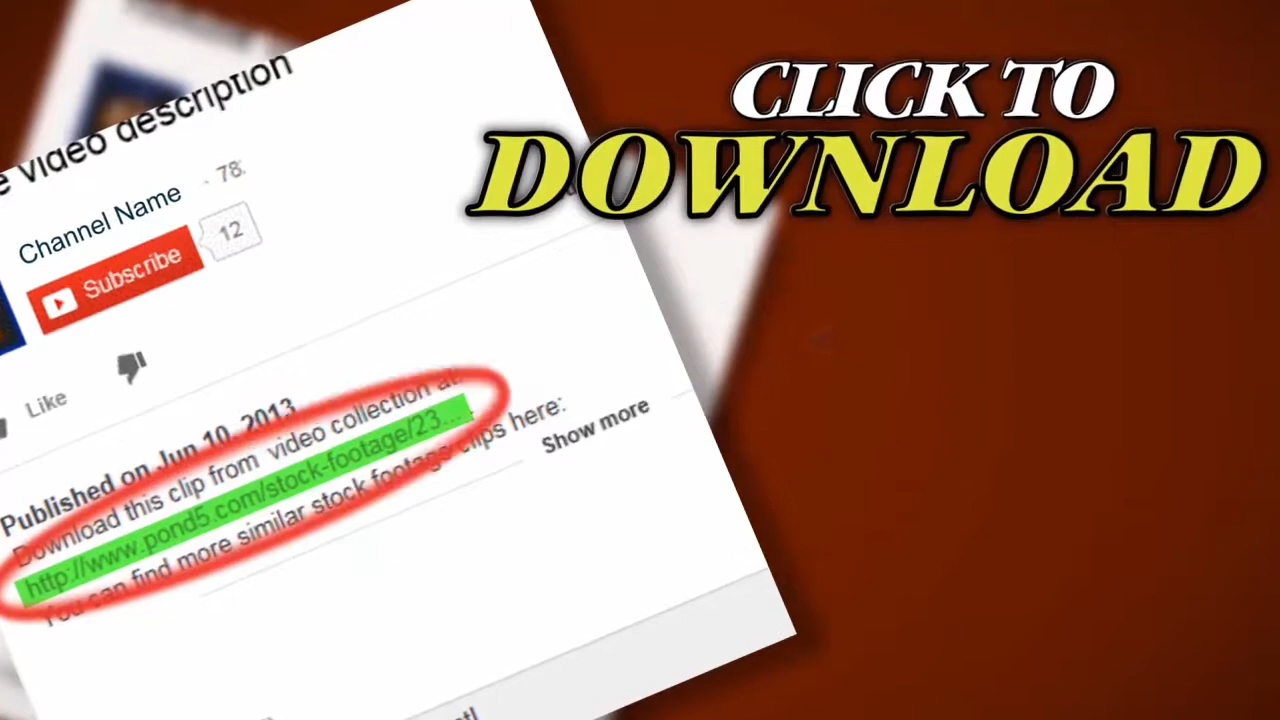 CLICK TO
DOWNLOAD
e video description
Channel Name
78
Subscribe
12
Like
Published on Jun 10, 2013
Download this clip from video collection at
http://www.pond5.com/stock-footage/23...
You can find more similar stock footage clips here:
Show more